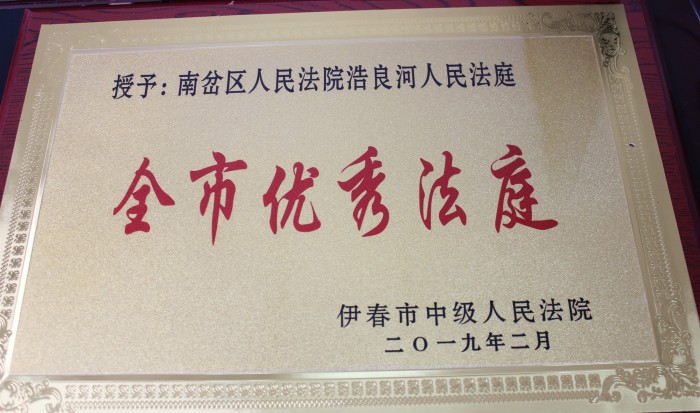 授予：南岔区人民法院浩良河人民法庭
全市优秀法庭
伊春市中级人民法院
二〇一九年二月